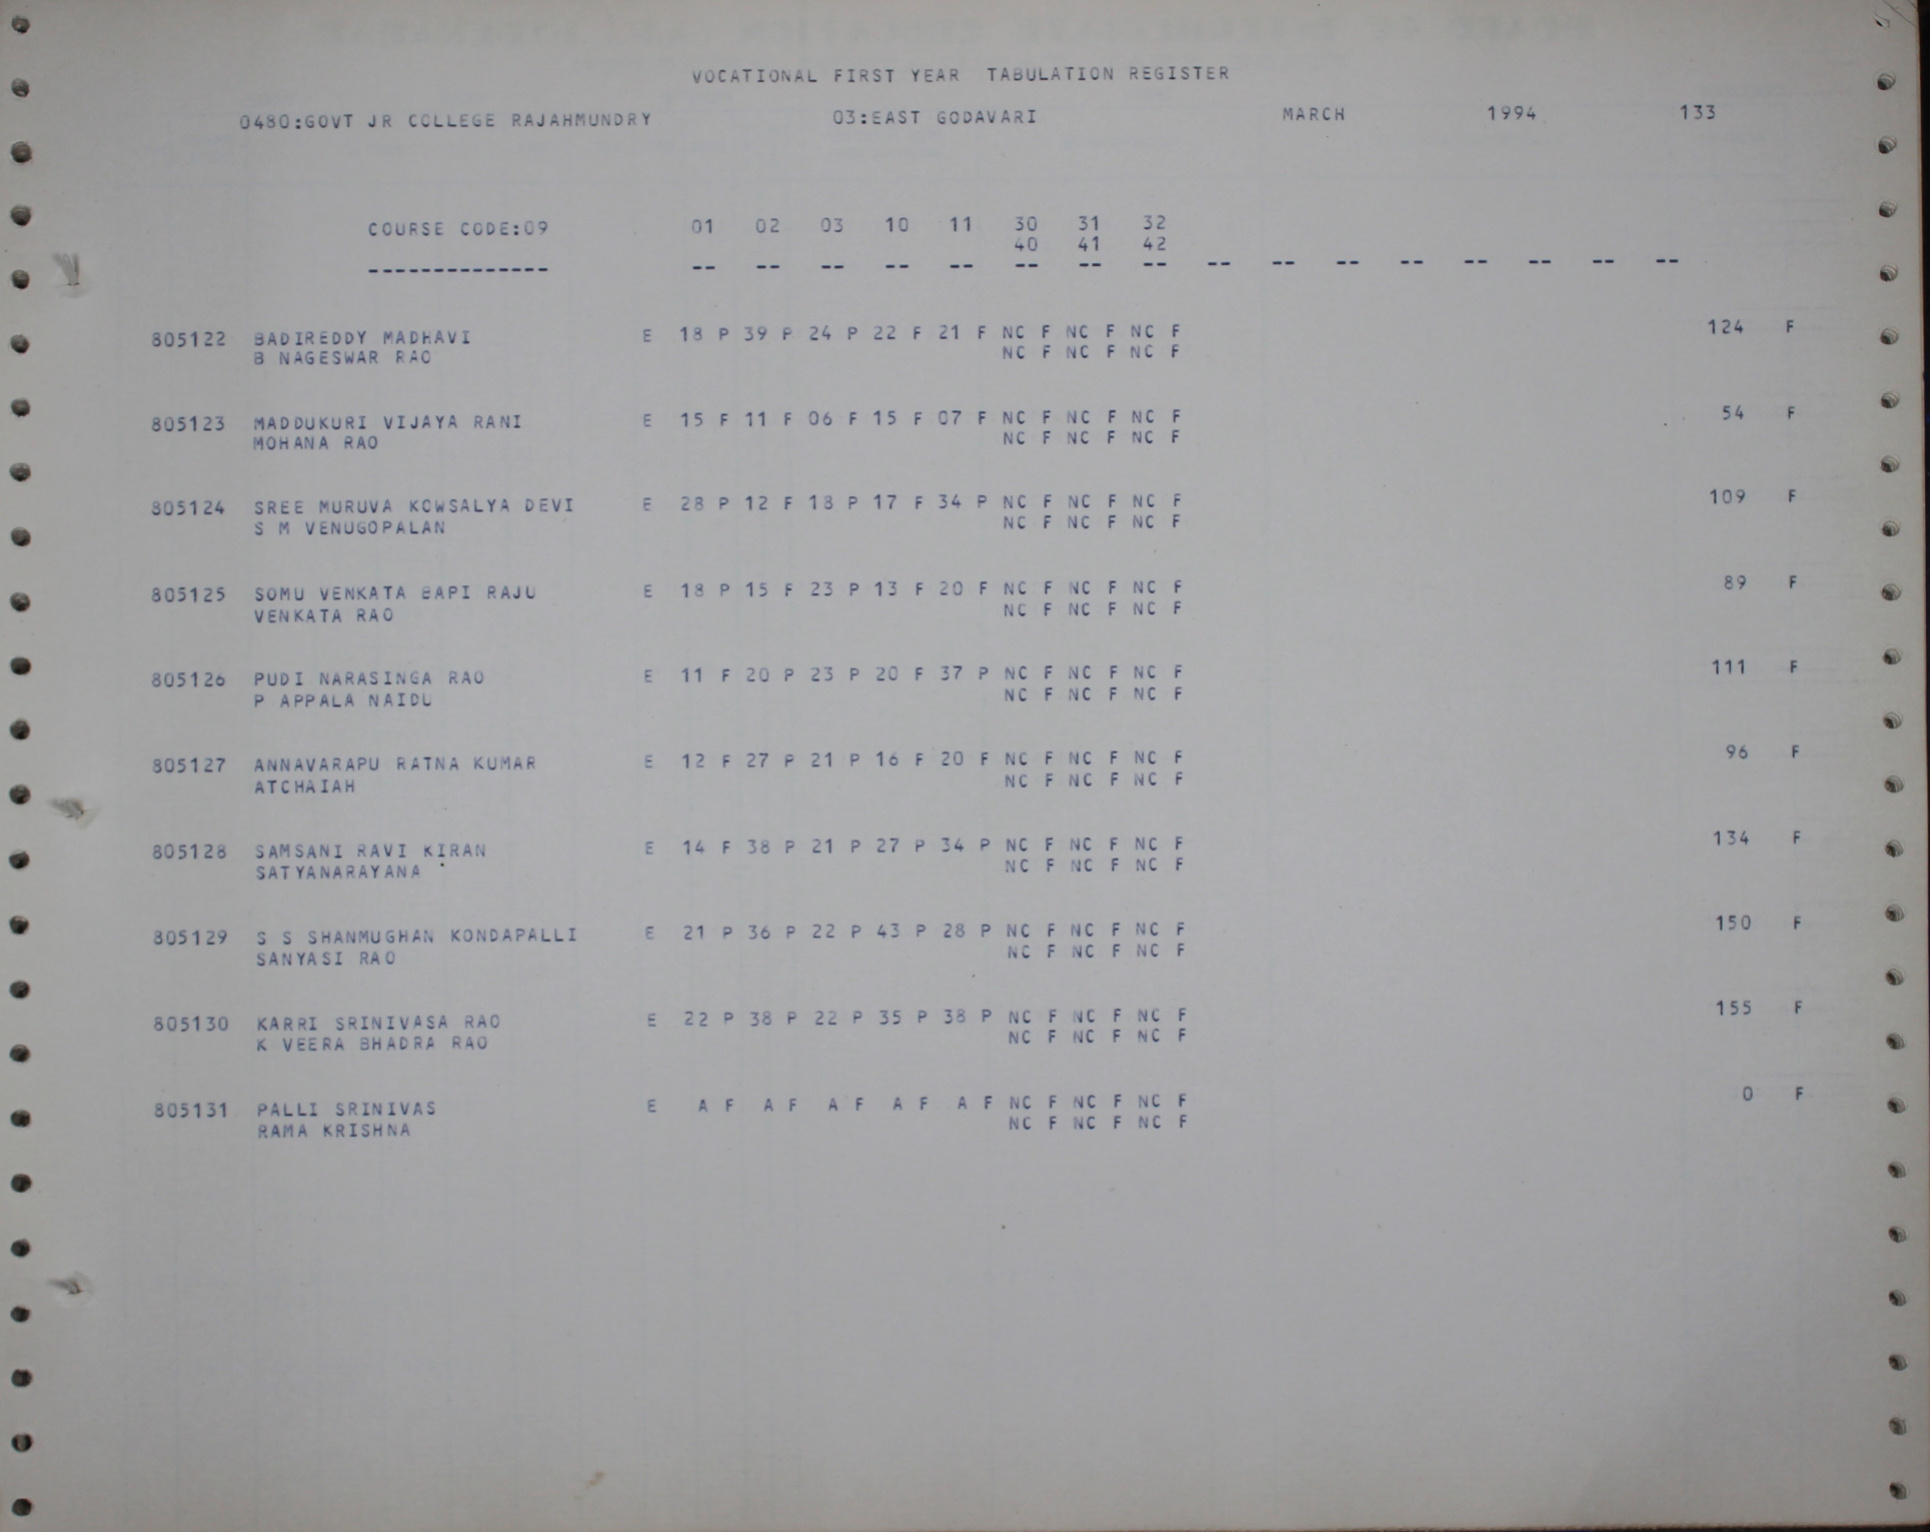 VOCATIONAL FIRST YEAR TABULATION REGISTER
0480:GOVT JR COLLEGE RAJAHMUNDRY 03:EAST GODAVARI MARCH 1994 133
COURSE CODE:09 01 02 03 10 11 30 31 32
40 41 42
-------------- -- -- -- -- -- -- -- -- -- -- -- -- -- -- -- --
805122 BADIREDDY MADHAVI E 18 P 39 P 24 P 22 F 21 F NC F NC F NC F 124 F
B NAGESWAR RAO NC F NC F NC F
805123 MADDUKURI VIJAYA RANI E 15 F 11 F 06 F 15 F 07 F NC F NC F NC F 54 F
MOHANA RAO NC F NC F NC F
805124 SREE MURUVA KOWSALYA DEVI E 28 P 12 F 18 P 17 F 34 P NC F NC F NC F 109 F
S M VENUGOPALAN NC F NC F NC F
805125 SOMU VENKATA BAPI RAJU E 18 P 15 F 23 P 13 F 20 F NC F NC F NC F 89 F
VENKATA RAO NC F NC F NC F
805126 PUDI NARASINGA RAO E 11 F 20 P 23 P 20 F 37 P NC F NC F NC F 111 F
P APPALA NAIDU NC F NC F NC F
805127 ANNAVARAPU RATNA KUMAR E 12 F 27 P 21 P 16 F 20 F NC F NC F NC F 96 F
ATCHAIAH NC F NC F NC F
805128 SAMSANI RAVI KIRAN E 14 F 38 P 21 P 27 P 34 P NC F NC F NC F 134 F
SATYANARAYANA NC F NC F NC F
805129 S S SHANMUGHAN KONDAPALLI E 21 P 36 P 22 P 43 P 28 P NC F NC F NC F 150 F
SANYASI RAO NC F NC F NC F
805130 KARRI SRINIVASA RAO E 22 P 38 P 22 P 35 P 38 P NC F NC F NC F 155 F
K VEERA BHADRA RAO NC F NC F NC F
805131 PALLI SRINIVAS E A F A F A F A F A F NC F NC F NC F 0 F
RAMA KRISHNA NC F NC F NC F